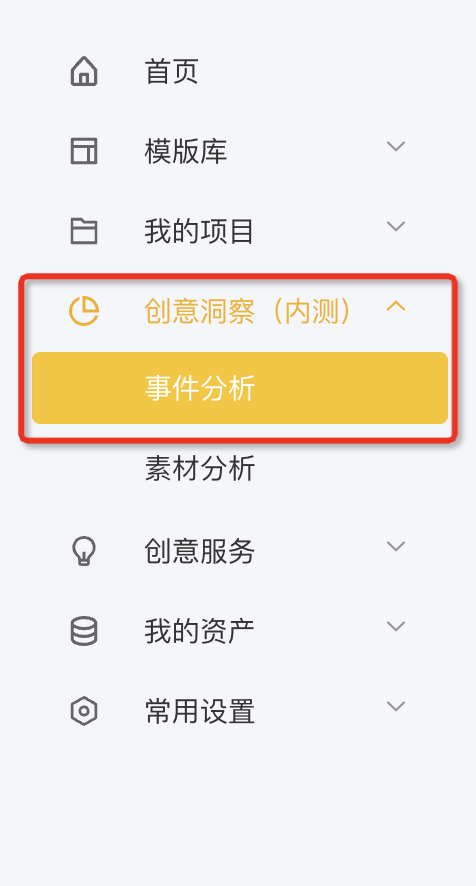 首页
模版库
我的项目
创意洞察（内测）
事件分析
素材分析
创意服务
我的资产
常用设置